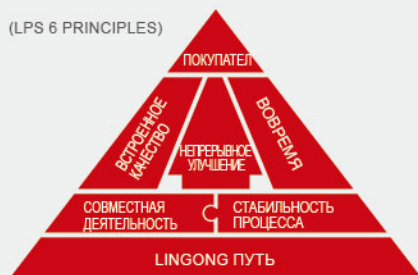 (LPS 6 PRINCIPLES)
ПОКУПАТЕЛ
ВСТРОЕННОЕ
КАЧЕСТВО
НЕПРЕРЫВНОЕ
УЛУЧШЕНИЕ
ВОВРЕМЯ
СОВМЕСТНАЯ
ДЕЯТЕЛЬНОСТЬ
СТАБИЛЬНОСТЬ
ПРОЦЕССА
LINGONG ПУТЬ